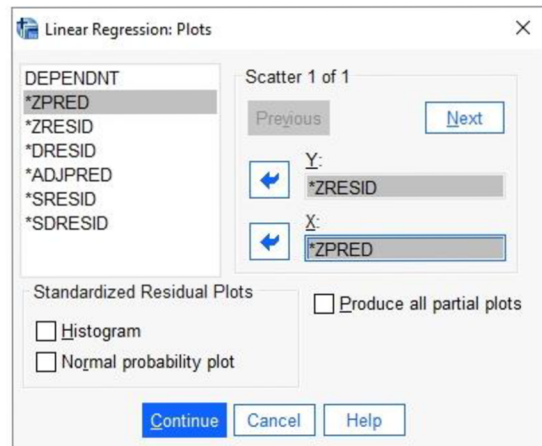 Linear Regression: Plots
DEPENDNT
*ZPRED
*ZRESID
*DRESID
*ADJPRED
*SRESID
*SDRESID
Scatter 1 of 1
Previous
Next
Y:
*ZRESID
X:
*ZPRED
Standardized Residual Plots
Histogram
Normal probability plot
Produce all partial plots
Continue
Cancel
Help